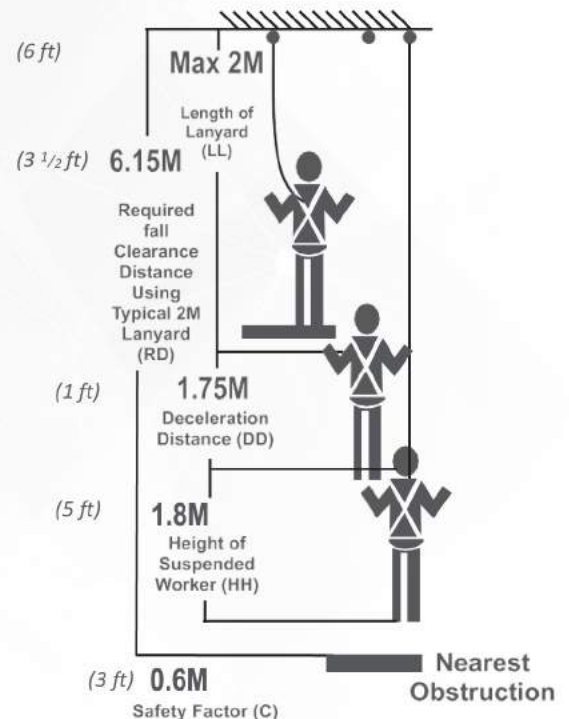 (6 ft)
Max 2M
Length of
Lanyard
(LL)
(3 1/2 ft) 6.15M
Required
fall
Clearance
Distance
Using
Typical 2M
Lanyard
(RD)
(1 ft)
1.75M
Deceleration
Distance (DD)
(5 ft)
1.8M
Height of
Suspended
Worker (HH)
(3 ft) 0.6M
Safety Factor (C)
Nearest
Obstruction